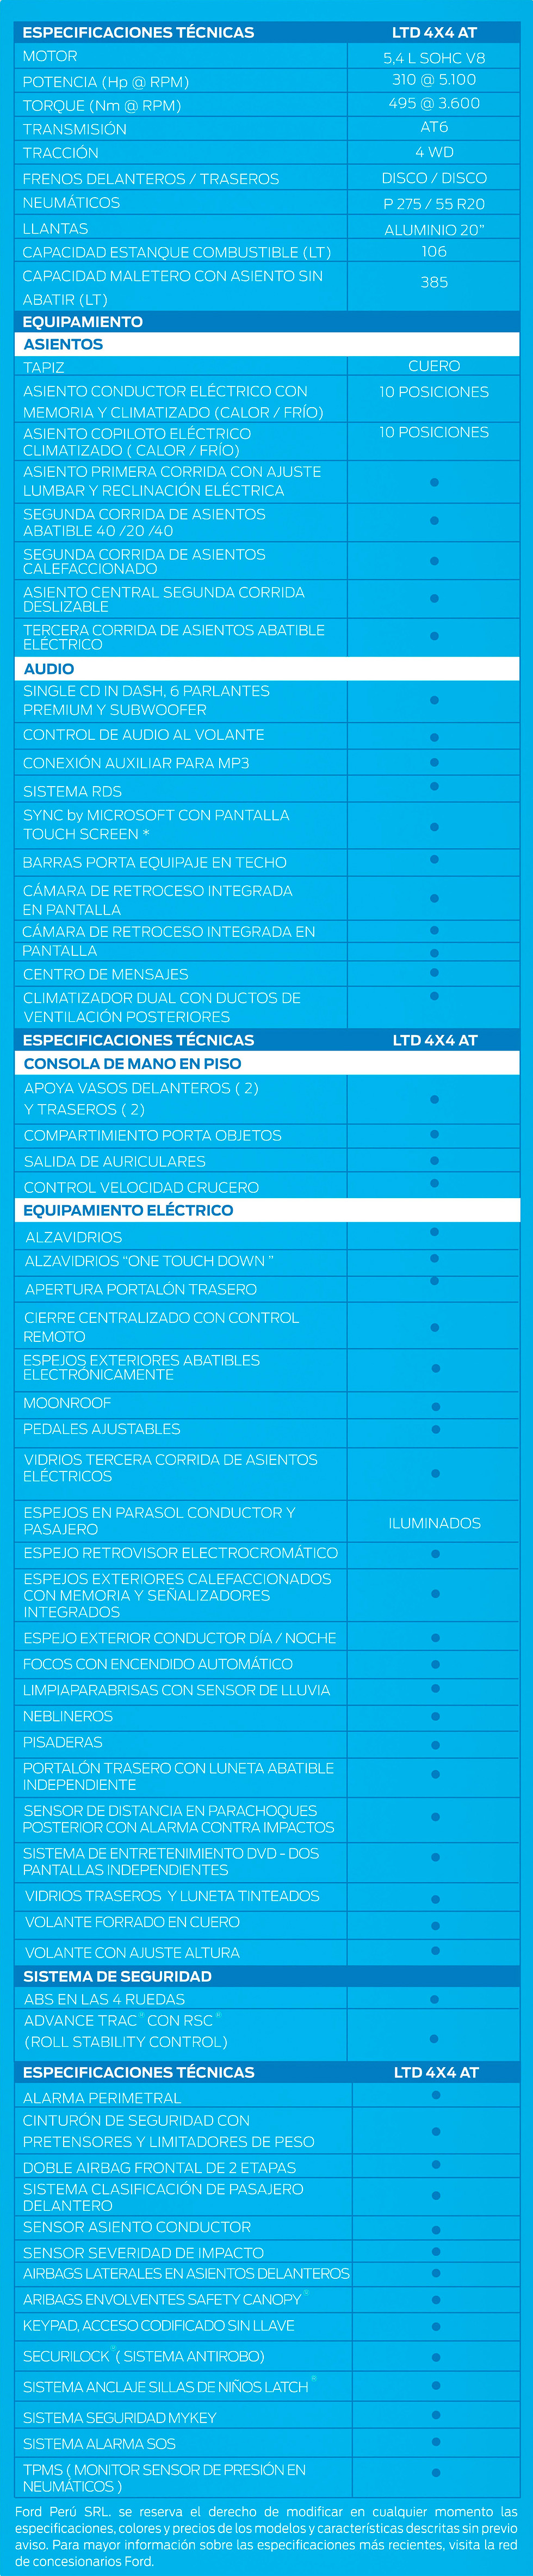 ESPECIFICACIONES TÉCNICAS LTD 4X4 AT
MOTOR 5,4 L SOHC V8
POTENCIA (Hp @ RPM) 310 @ 5.100
TORQUE (Nm @ RPM) 495 @ 3.600
TRANSMISIÓN AT6
TRACCIÓN 4 WD
FRENOS DELANTEROS / TRASEROS DISCO / DISCO
NEUMÁTICOS P 275 / 55 R20
LLANTAS ALUMINIO 20”
CAPACIDAD ESTANQUE COMBUSTIBLE (LT) 106
CAPACIDAD MALETERO CON ASIENTO SIN
ABATIR (LT) 385
EQUIPAMIENTO
ASIENTOS
TAPIZ CUERO
ASIENTO CONDUCTOR ELÉCTRICO CON 10 POSICIONES
MEMORIA Y CLIMATIZADO (CALOR / FRÍO)
ASIENTO COPILOTO ELÉCTRICO 10 POSICIONES
CLIMATIZADO ( CALOR / FRÍO)
ASIENTO PRIMERA CORRIDA CON AJUSTE
LUMBAR Y RECLINACIÓN ELÉCTRICA
SEGUNDA CORRIDA DE ASIENTOS
ABATIBLE 40 /20 /40
SEGUNDA CORRIDA DE ASIENTOS
CALEFACCIONADO
ASIENTO CENTRAL SEGUNDA CORRIDA
DESLIZABLE
TERCERA CORRIDA DE ASIENTOS ABATIBLE
ELÉCTRICO
AUDIO
SINGLE CD IN DASH, 6 PARLANTES
PREMIUM Y SUBWOOFER
CONTROL DE AUDIO AL VOLANTE
CONEXIÓN AUXILIAR PARA MP3
SISTEMA RDS
SYNC by MICROSOFT CON PANTALLA
TOUCH SCREEN *
BARRAS PORTA EQUIPAJE EN TECHO
CÁMARA DE RETROCESO INTEGRADA
EN PANTALLA
CÁMARA DE RETROCESO INTEGRADA EN
PANTALLA
CENTRO DE MENSAJES
CLIMATIZADOR DUAL CON DUCTOS DE
VENTILACIÓN POSTERIORES
ESPECIFICACIONES TÉCNICAS LTD 4X4 AT
CONSOLA DE MANO EN PISO
APOYA VASOS DELANTEROS ( 2)
Y TRASEROS ( 2)
COMPARTIMIENTO PORTA OBJETOS
SALIDA DE AURICULARES
CONTROL VELOCIDAD CRUCERO
EQUIPAMIENTO ELÉCTRICO
ALZAVIDRIOS
ALZAVIDRIOS “ONE TOUCH DOWN ”
APERTURA PORTALÓN TRASERO
CIERRE CENTRALIZADO CON CONTROL
REMOTO
ESPEJOS EXTERIORES ABATIBLES
ELECTRÓNICAMENTE
MOONROOF
PEDALES AJUSTABLES
VIDRIOS TERCERA CORRIDA DE ASIENTOS
ELÉCTRICOS
ESPEJOS EN PARASOL CONDUCTOR Y
PASAJERO ILUMINADOS
ESPEJO RETROVISOR ELECTROCROMÁTICO
ESPEJOS EXTERIORES CALEFACCIONADOS
CON MEMORIA Y SEÑALIZADORES
INTEGRADOS
ESPEJO EXTERIOR CONDUCTOR DÍA / NOCHE
FOCOS CON ENCENDIDO AUTOMÁTICO
LIMPIAPARABRISAS CON SENSOR DE LLUVIA
NEBLINEROS
PISADERAS
PORTALÓN TRASERO CON LUNETA ABATIBLE
INDEPENDIENTE
SENSOR DE DISTANCIA EN PARACHOQUES
POSTERIOR CON ALARMA CONTRA IMPACTOS
SISTEMA DE ENTRETENIMIENTO DVD - DOS
PANTALLAS INDEPENDIENTES
VIDRIOS TRASEROS Y LUNETA TINTEADOS
VOLANTE FORRADO EN CUERO
VOLANTE CON AJUSTE ALTURA
SISTEMA DE SEGURIDAD
ABS EN LAS 4 RUEDAS
ADVANCE TRAC® CON RSC®
(ROLL STABILITY CONTROL)
ESPECIFICACIONES TÉCNICAS LTD 4X4 AT
ALARMA PERIMETRAL
CINTURÓN DE SEGURIDAD CON
PRETENSORES Y LIMITADORES DE PESO
DOBLE AIRBAG FRONTAL DE 2 ETAPAS
SISTEMA CLASIFICACIÓN DE PASAJERO
DELANTERO
SENSOR ASIENTO CONDUCTOR
SENSOR SEVERIDAD DE IMPACTO
AIRBAGS LATERALES EN ASIENTOS DELANTEROS
ARIBAGS ENVOLVENTES SAFETY CANOPY®
KEYPAD, ACCESO CODIFICADO SIN LLAVE
SECURILOCK® ( SISTEMA ANTIROBO)
SISTEMA ANCLAJE SILLAS DE NIÑOS LATCH ®
SISTEMA SEGURIDAD MYKEY
SISTEMA ALARMA SOS
TPMS ( MONITOR SENSOR DE PRESIÓN EN
NEUMÁTICOS )
Ford Perú SRL. se reserva el derecho de modificar en cualquier momento las
especificaciones, colores y precios de los modelos y características descritas sin previo
aviso. Para mayor información sobre las especificaciones más recientes, visita la red
de concesionarios Ford.